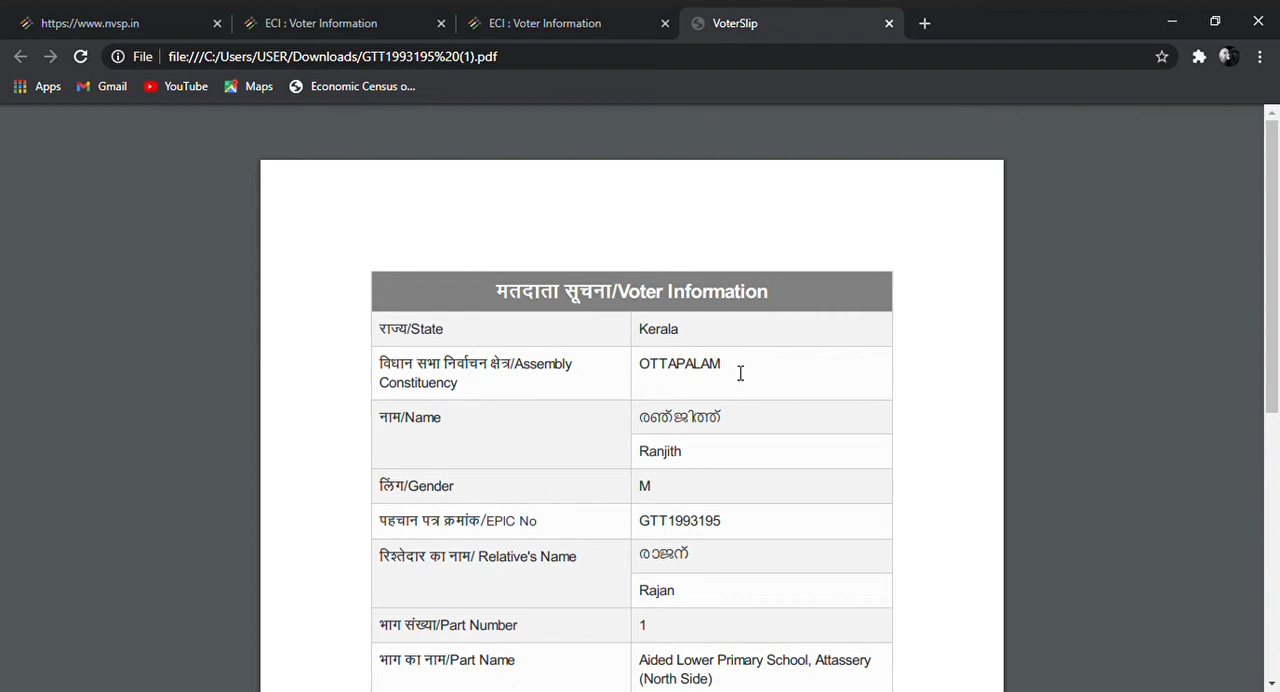 https://www.nvsp.in
ECI : Voter Information
ECI : Voter Information
VoterSlip
File
file:///C:/Users/USER/Downloads/GTT1993195%20(1).pdf
Apps
Gmail
YouTube
Maps
Economic Census o...
मतदाता सूचना/Voter Information
राज्य/State
Kerala
विधान सभा निर्वाचन क्षेत्र/Assembly
Constituency
OTTAPALAM
नाम/Name
രഞ്ജിത്ത്
Ranjith
लिंग/Gender
M
पहचान पत्र क्रमांक/EPIC No
GTT1993195
रिश्तेदार का नाम/ Relative's Name
രാജന്
Rajan
भाग संख्या/Part Number
1
भाग का नाम/Part Name
Aided Lower Primary School, Attassery
(North Side)